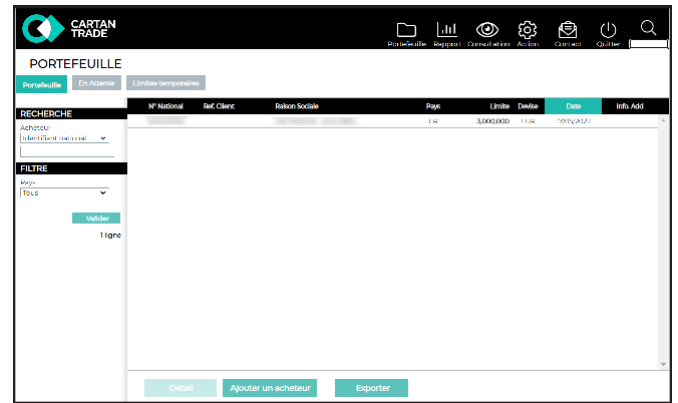 CARTAN
TRADE
Portefeuille Rapport Consultation Action Contact Quitter
PORTEFEUILLE
Portefeuille En Attente Limites temporaires
RECHERCHE
Acheteur
Identifiant national
FILTRE
Pays
Tous
Valider
1 ligne
N° National Ref. Client Raison Sociale Pays Limite Devise Date Info. Add
FR 3,000,000 EUR
Détail Ajouter un acheteur Exporter